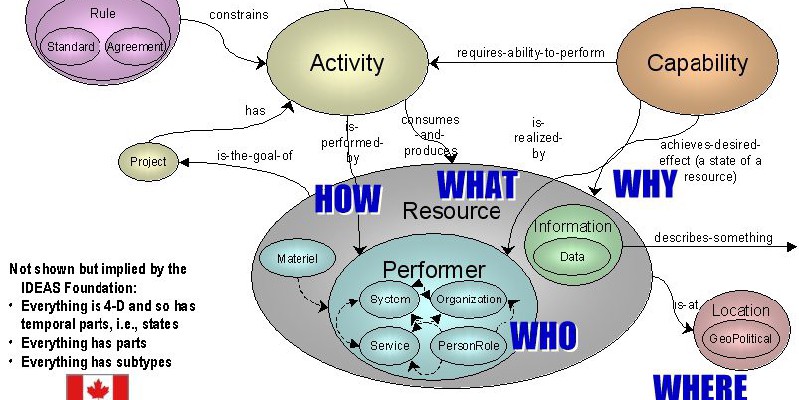 Rule
Standard
Agreement
constrains
Activity
requires-ability-to-perform
Capability
has
is-
performed-
by
consumes
-and-
produces
is-
realized-
by
achieves-desired-
effect (a state of a
resource)
Project
is-the-goal-of
HOW
WHAT
WHY
Resource
Information
Data
describes-something
Materiel
Performer
System
Organization
Service
PersonRole
WHO
is-at
Location
GeoPolitical
WHERE
Not shown but implied by the
IDEAS Foundation:
• Everything is 4-D and so has
temporal parts, i.e., states
• Everything has parts
• Everything has subtypes